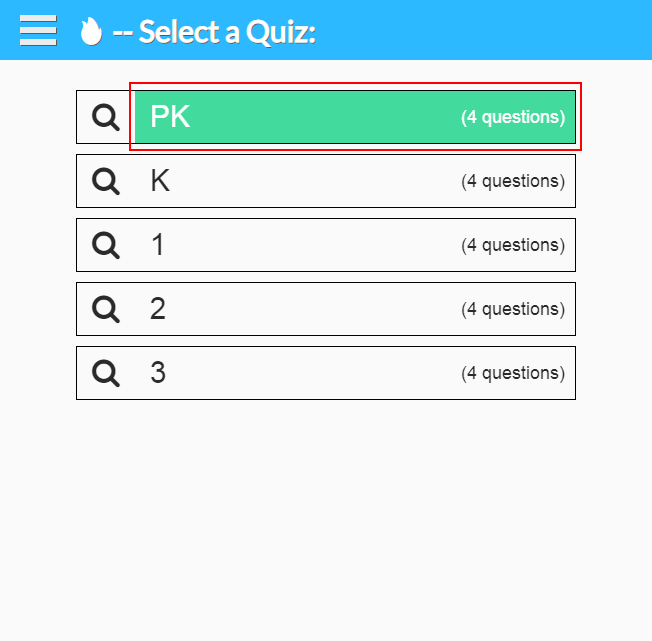 -- Select a Quiz:
PK (4 questions)
K (4 questions)
1 (4 questions)
2 (4 questions)
3 (4 questions)